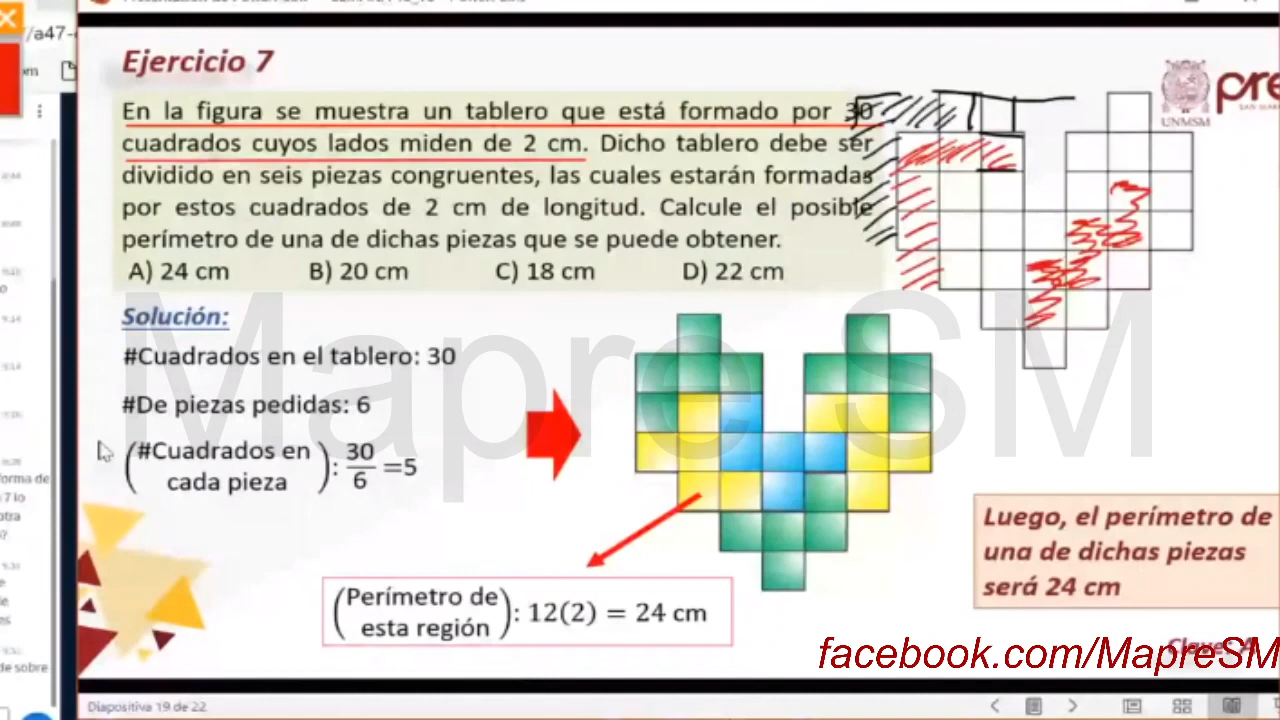 /a47-
Ejercicio 7
En la figura se muestra un tablero que está formado por 30
cuadrados cuyos lados miden de 2 cm. Dicho tablero debe ser
dividido en seis piezas congruentes, las cuales estarán formadas
por estos cuadrados de 2 cm de longitud. Calcule el posible
perímetro de una de dichas piezas que se puede obtener.
A) 24 cm B) 20 cm C) 18 cm D) 22 cm
UNMSM
pre
Solución:
#Cuadrados en el tablero: 30
#De piezas pedidas: 6
(#Cuadrados en cada pieza): 30/6 =5
Mapre SM
(Perímetro de esta región): 12(2) = 24 cm
Luego, el perímetro de
una de dichas piezas
será 24 cm
facebook.com/MapreSM
Diapositiva 19 de 22